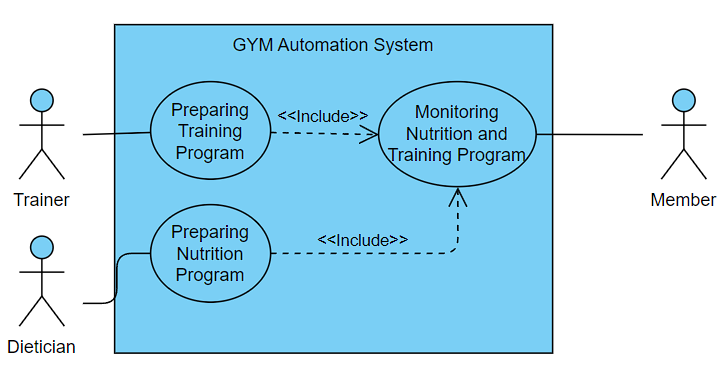 GYM Automation System
Preparing
Training
Program
<<Include>>
Monitoring
Nutrition and
Training Program
Trainer
Member
Preparing
Nutrition
Program
<<Include>>
Dietician